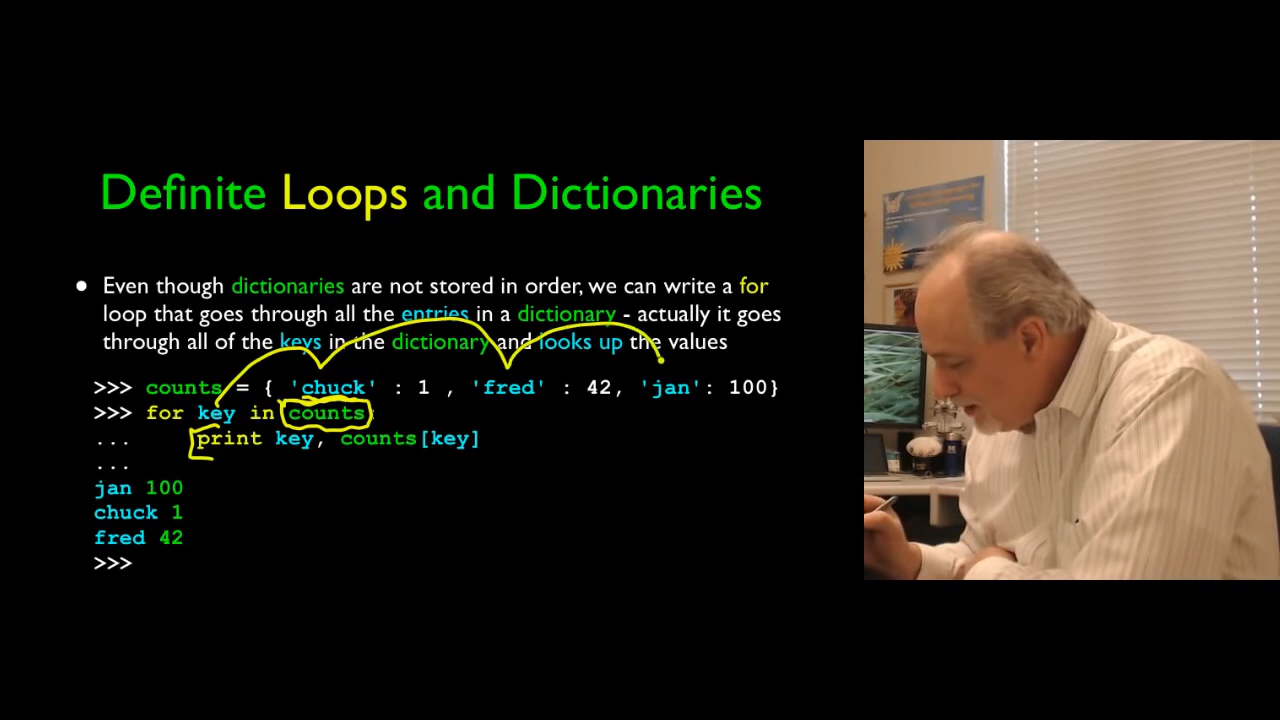 Definite Loops and Dictionaries
● Even though dictionaries are not stored in order, we can write a for
loop that goes through all the entries in a dictionary - actually it goes
through all of the keys in the dictionary and looks up the values
>>> counts = { 'chuck' : 1 , 'fred' : 42, 'jan': 100}
>>> for key in counts:
...     print key, counts[key]
...
jan 100
chuck 1
fred 42
>>>